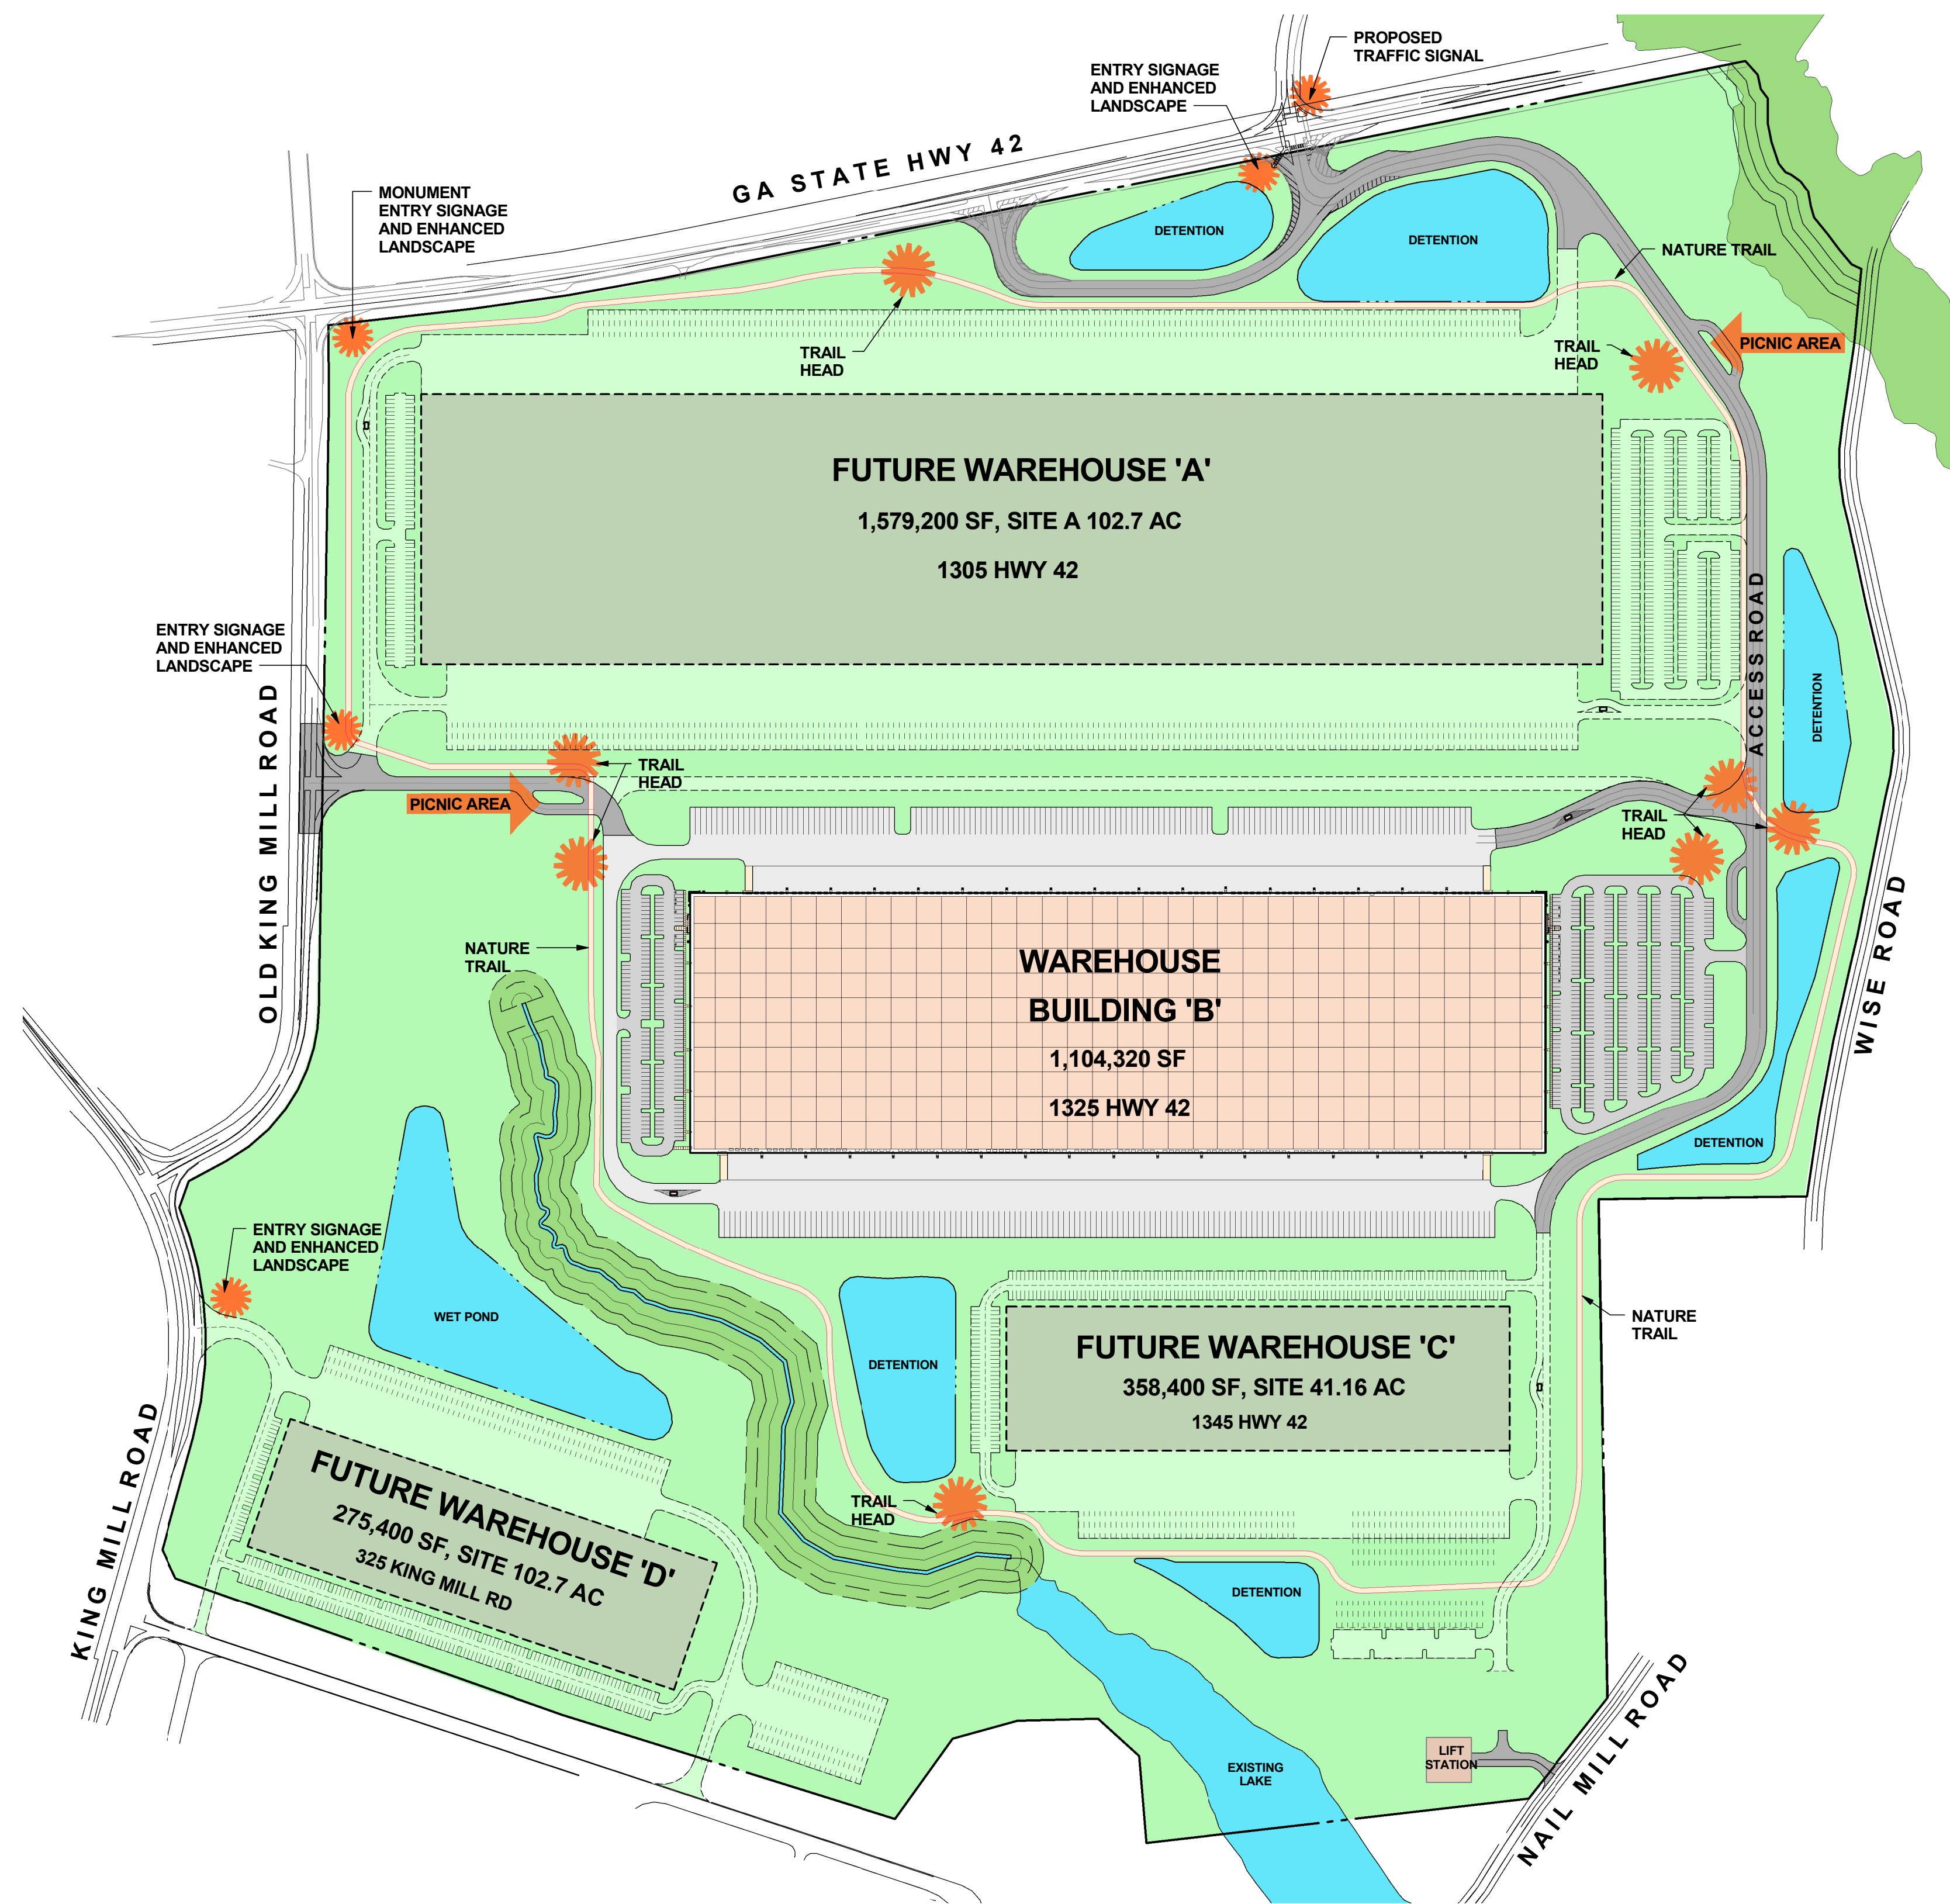 PROPOSED
TRAFFIC SIGNAL
ENTRY SIGNAGE
AND ENHANCED
LANDSCAPE
GA STATE HWY 42
MONUMENT
ENTRY SIGNAGE
AND ENHANCED
LANDSCAPE
DETENTION
DETENTION
NATURE TRAIL
TRAIL
HEAD
TRAIL
HEAD
PICNIC AREA
FUTURE WAREHOUSE 'A'
1,579,200 SF, SITE A 102.7 AC
1305 HWY 42
ENTRY SIGNAGE
AND ENHANCED
LANDSCAPE
OLD KING MILL ROAD
ACCESS ROAD
DETENTION
TRAIL
HEAD
PICNIC AREA
TRAIL
HEAD
WISE ROAD
NATURE
TRAIL
WAREHOUSE
BUILDING 'B'
1,104,320 SF
1325 HWY 42
DETENTION
ENTRY SIGNAGE
AND ENHANCED
LANDSCAPE
WET POND
DETENTION
FUTURE WAREHOUSE 'C'
358,400 SF, SITE 41.16 AC
1345 HWY 42
NATURE
TRAIL
KING MILL ROAD
FUTURE WAREHOUSE 'D'
275,400 SF, SITE 102.7 AC
325 KING MILL RD
TRAIL
HEAD
DETENTION
LIFT
STATION
EXISTING
LAKE
NAIL MILL ROAD